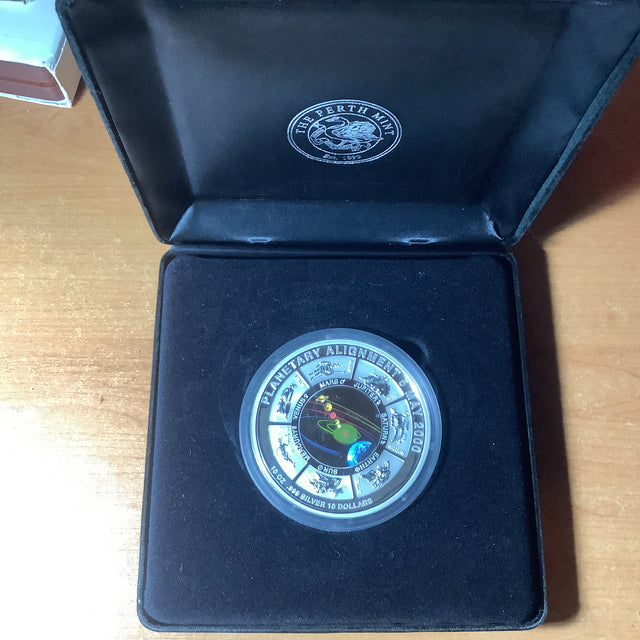 THE PERTH MINT
Est. 1899
PLANETARY ALIGNMENT 5 MAY 2000
MARS ♂
JUPITER ♃
SATURN ♄
EARTH ⊕
SUN ☉
MERCURY ☿
VENUS ♀
10 OZ. .999 SILVER 10 DOLLARS